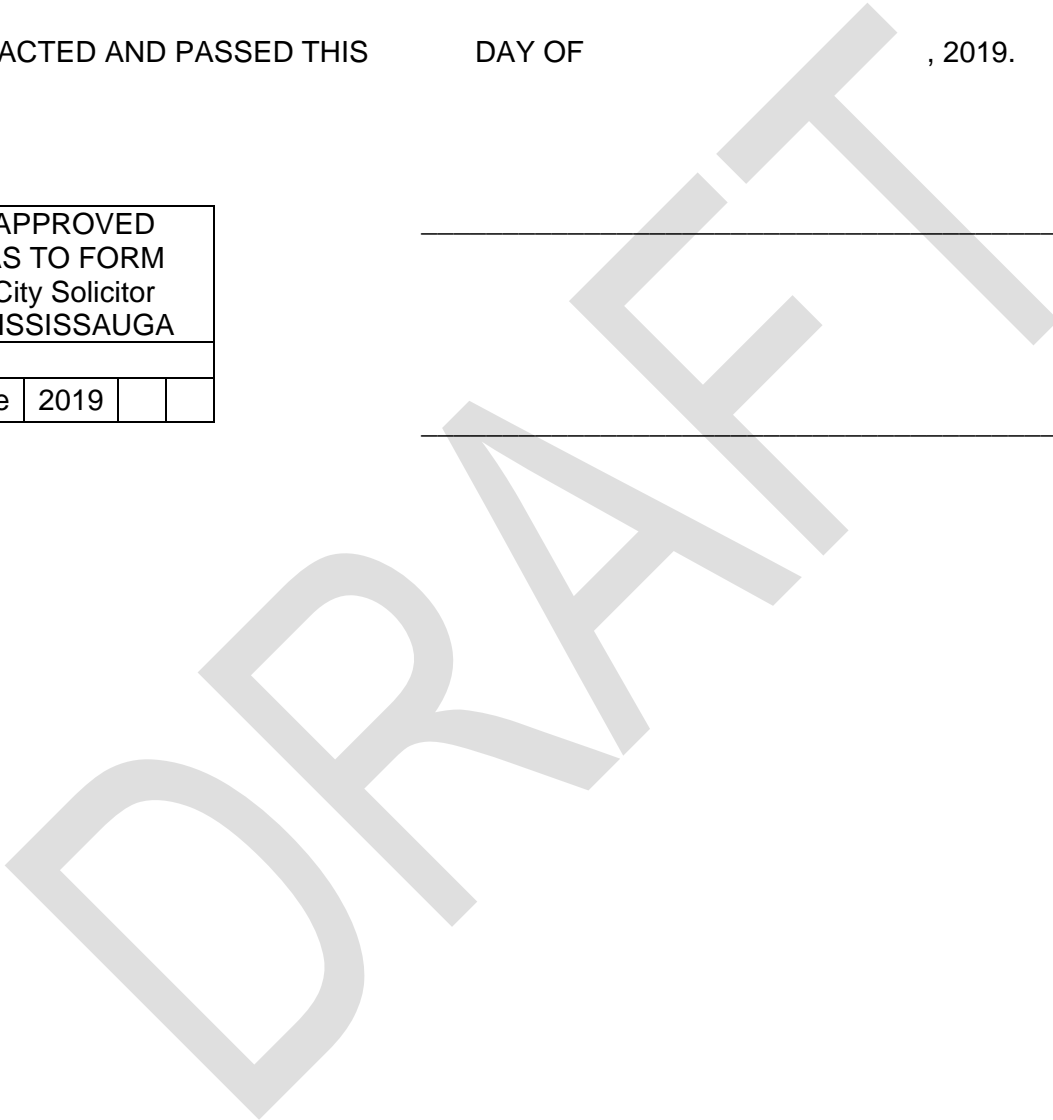 ACTED AND PASSED THIS DAY OF , 2019.
APPROVED
AS TO FORM
City Solicitor
ISSISSAUGA
e 2019
DRAFT